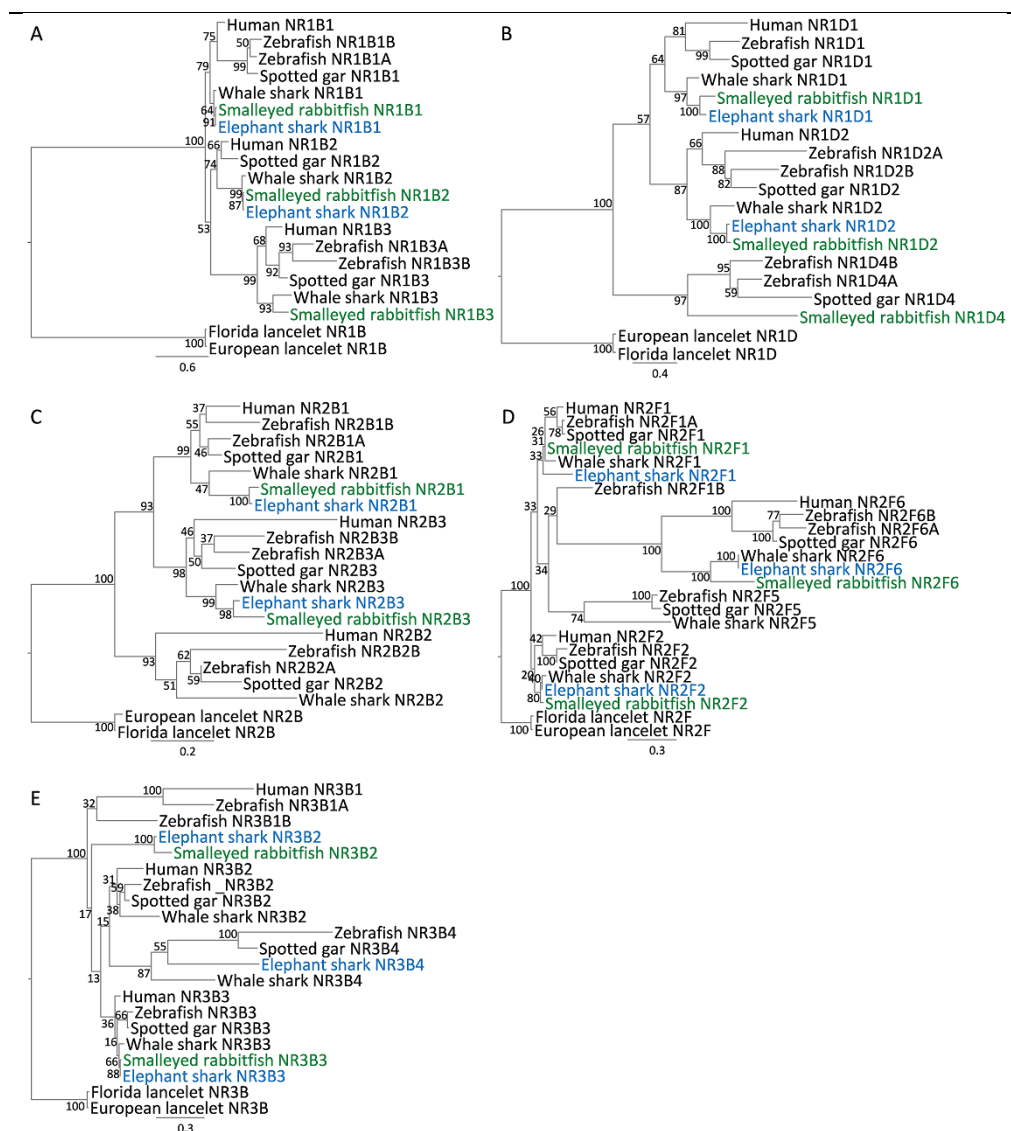 A
Human NR1B1
75
50
Zebrafish NR1B1B
Zebrafish NR1B1A
99
Spotted gar NR1B1
79
Whale shark NR1B1
64
Smalleyed rabbitfish NR1B1
91
Elephant shark NR1B1
100
66
Human NR1B2
74
Spotted gar NR1B2
Whale shark NR1B2
99
Smalleyed rabbitfish NR1B2
87
Elephant shark NR1B2
53
Human NR1B3
68
93
Zebrafish NR1B3A
Zebrafish NR1B3B
92
99
Spotted gar NR1B3
Whale shark NR1B3
93
Smalleyed rabbitfish NR1B3
Florida lancelet NR1B
100
European lancelet NR1B
0.6
B
81
Human NR1D1
Zebrafish NR1D1
99
64
Spotted gar NR1D1
Whale shark NR1D1
97
Smalleyed rabbitfish NR1D1
100
Elephant shark NR1D1
57
Human NR1D2
66
Zebrafish NR1D2A
88
Zebrafish NR1D2B
82
87
Spotted gar NR1D2
Whale shark NR1D2
100
Elephant shark NR1D2
100
Smalleyed rabbitfish NR1D2
100
95
Zebrafish NR1D4B
Zebrafish NR1D4A
59
97
Spotted gar NR1D4
Smalleyed rabbitfish NR1D4
European lancelet NR1D
100
Florida lancelet NR1D
0.4
C
37
Human NR2B1
55
Zebrafish NR2B1B
Zebrafish NR2B1A
99
46
Spotted gar NR2B1
Whale shark NR2B1
47
Smalleyed rabbitfish NR2B1
100
Elephant shark NR2B1
93
Human NR2B3
46
37
Zebrafish NR2B3B
Zebrafish NR2B3A
50
98
Spotted gar NR2B3
Whale shark NR2B3
99
Elephant shark NR2B3
98
Smalleyed rabbitfish NR2B3
100
Human NR2B2
93
62
Zebrafish NR2B2B
Zebrafish NR2B2A
59
51
Spotted gar NR2B2
Whale shark NR2B2
European lancelet NR2B
100
Florida lancelet NR2B
0.2
D
56
Human NR2F1
Zebrafish NR2F1A
26
78
Spotted gar NR2F1
31
Smalleyed rabbitfish NR2F1
33
Whale shark NR2F1
Elephant shark NR2F1
Zebrafish NR2F1B
33
29
100
Human NR2F6
77
Zebrafish NR2F6B
Zebrafish NR2F6A
100
100
Spotted gar NR2F6
Whale shark NR2F6
100
Elephant shark NR2F6
Smalleyed rabbitfish NR2F6
34
100
100
Zebrafish NR2F5
Spotted gar NR2F5
74
Whale shark NR2F5
42
Human NR2F2
Zebrafish NR2F2
100
Spotted gar NR2F2
20
40
Whale shark NR2F2
Elephant shark NR2F2
80
Smalleyed rabbitfish NR2F2
Florida lancelet NR2F
100
European lancelet NR2F
0.3
E
100
Human NR3B1
32
Zebrafish NR3B1A
Zebrafish NR3B1B
100
Elephant shark NR3B2
100
Smalleyed rabbitfish NR3B2
Human NR3B2
31
59
Zebrafish _NR3B2
Spotted gar NR3B2
38
17
15
Whale shark NR3B2
100
Zebrafish NR3B4
55
Spotted gar NR3B4
Elephant shark NR3B4
87
Whale shark NR3B4
13
Human NR3B3
66
Zebrafish NR3B3
36
Spotted gar NR3B3
16
Whale shark NR3B3
66
Smalleyed rabbitfish NR3B3
88
Elephant shark NR3B3
Florida lancelet NR3B
100
European lancelet NR3B
0.3